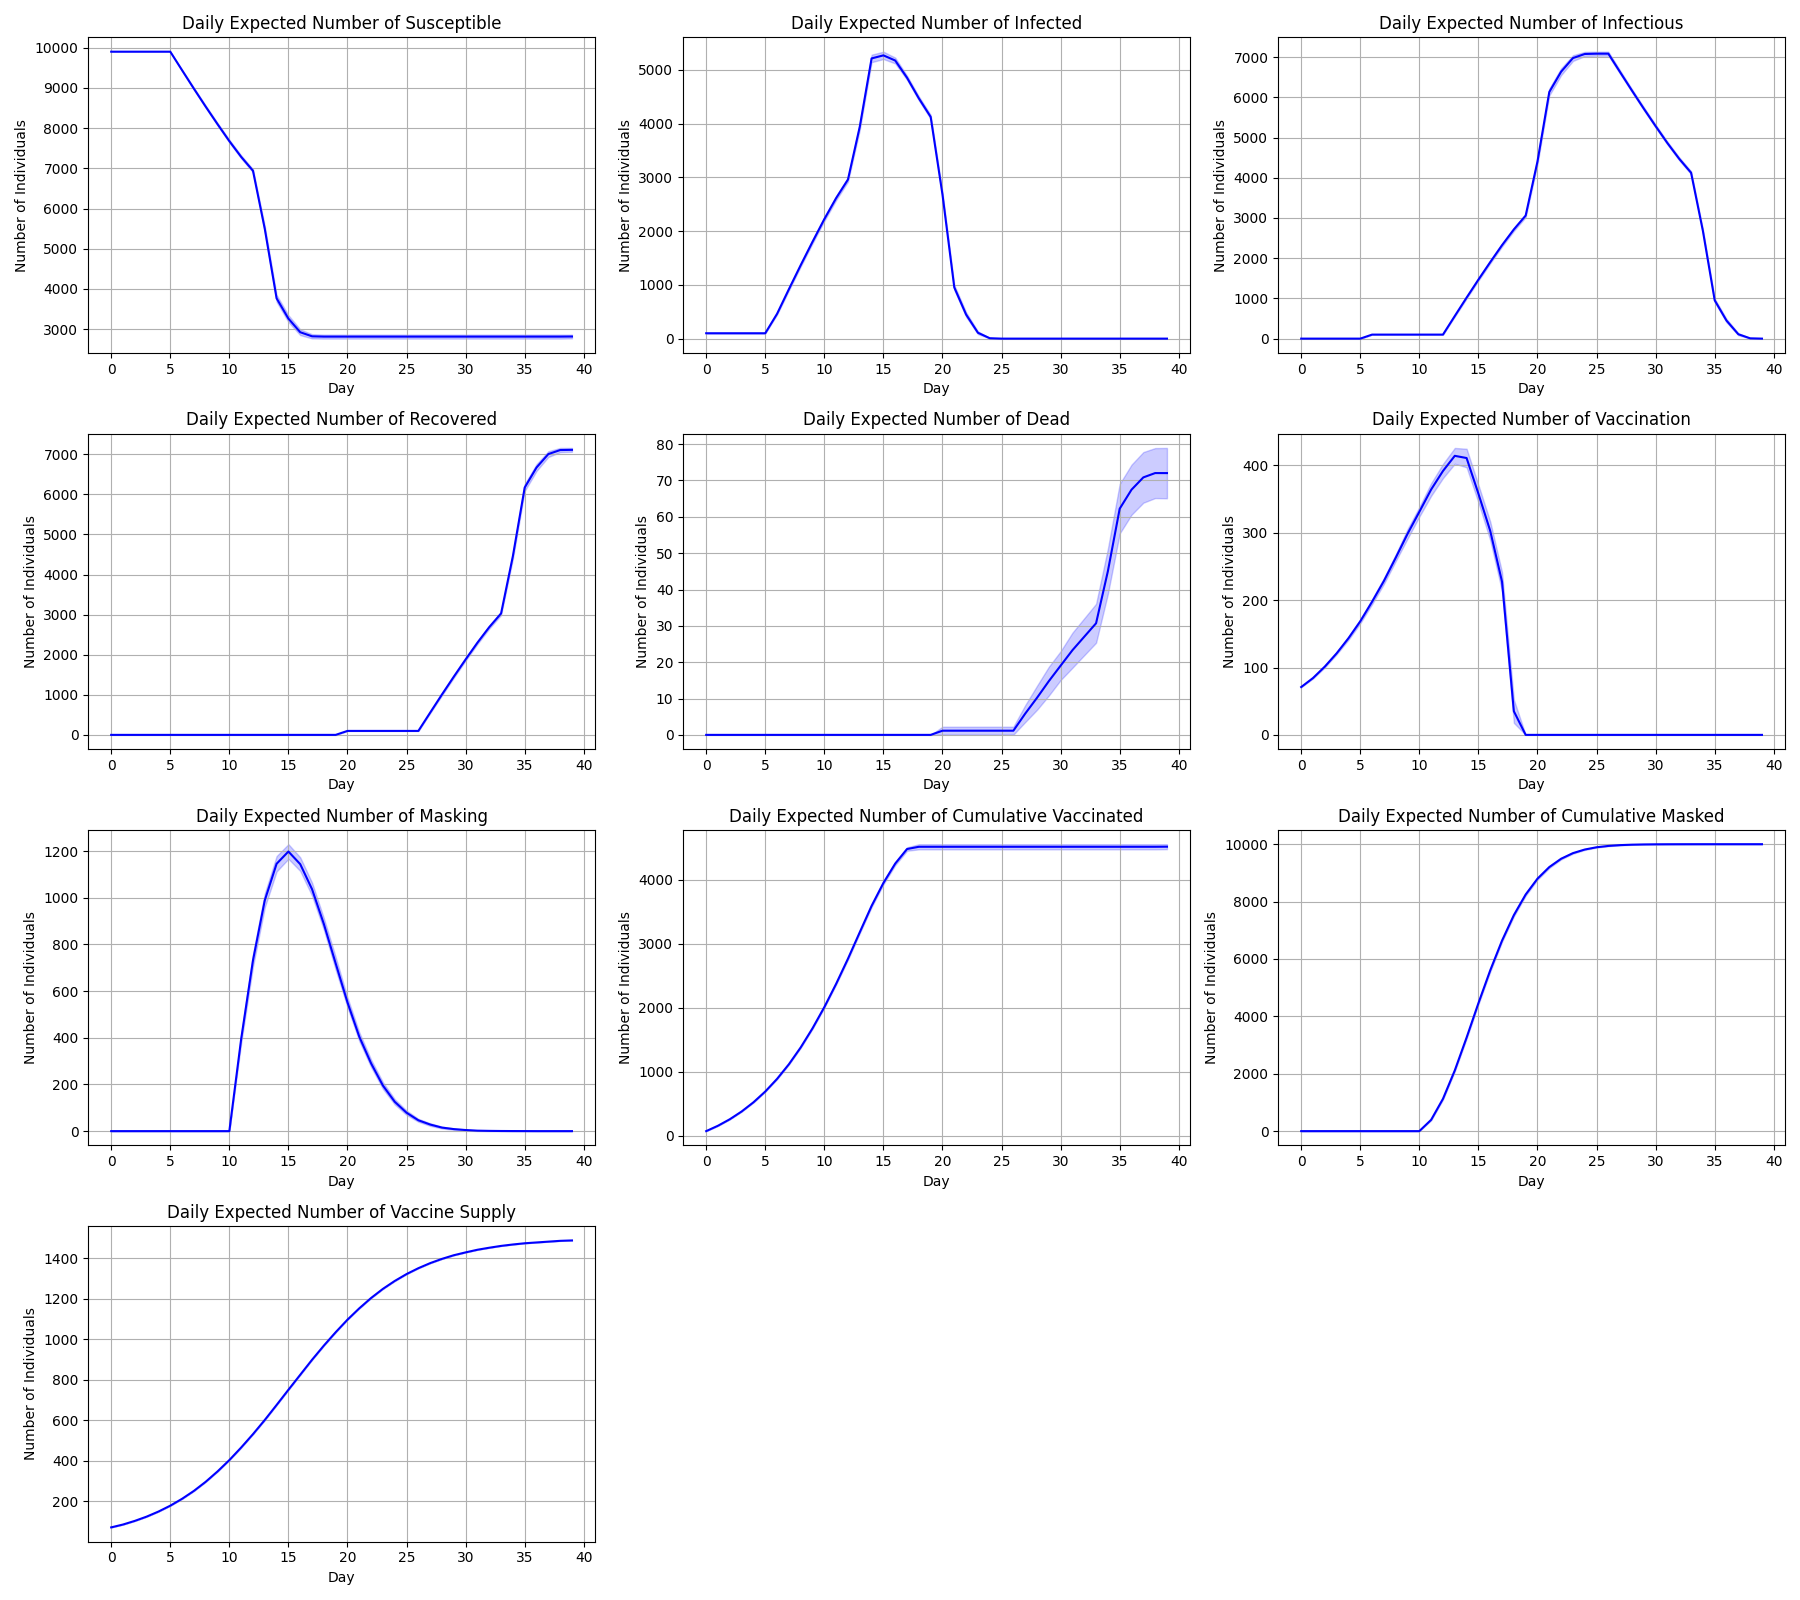 Daily Expected Number of Susceptible
Number of Individuals
10000
9000
8000
7000
6000
5000
4000
3000
0 5 10 15 20 25 30 35 40
Day
Daily Expected Number of Infected
Number of Individuals
5000
4000
3000
2000
1000
0
0 5 10 15 20 25 30 35 40
Day
Daily Expected Number of Infectious
Number of Individuals
7000
6000
5000
4000
3000
2000
1000
0
0 5 10 15 20 25 30 35 40
Day
Daily Expected Number of Recovered
Number of Individuals
7000
6000
5000
4000
3000
2000
1000
0
0 5 10 15 20 25 30 35 40
Day
Daily Expected Number of Dead
Number of Individuals
80
70
60
50
40
30
20
10
0
0 5 10 15 20 25 30 35 40
Day
Daily Expected Number of Vaccination
Number of Individuals
400
300
200
100
0
0 5 10 15 20 25 30 35 40
Day
Daily Expected Number of Masking
Number of Individuals
1200
1000
800
600
400
200
0
0 5 10 15 20 25 30 35 40
Day
Daily Expected Number of Cumulative Vaccinated
Number of Individuals
4000
3000
2000
1000
0
0 5 10 15 20 25 30 35 40
Day
Daily Expected Number of Cumulative Masked
Number of Individuals
10000
8000
6000
4000
2000
0
0 5 10 15 20 25 30 35 40
Day
Daily Expected Number of Vaccine Supply
Number of Individuals
1400
1200
1000
800
600
400
200
0 5 10 15 20 25 30 35 40
Day